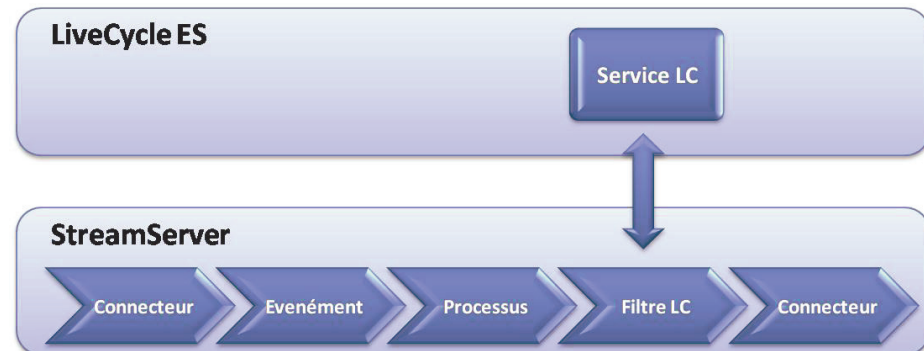 LiveCycle ES
Service LC
StreamServer
Connecteur Evenément Processus Filtre LC Connecteur